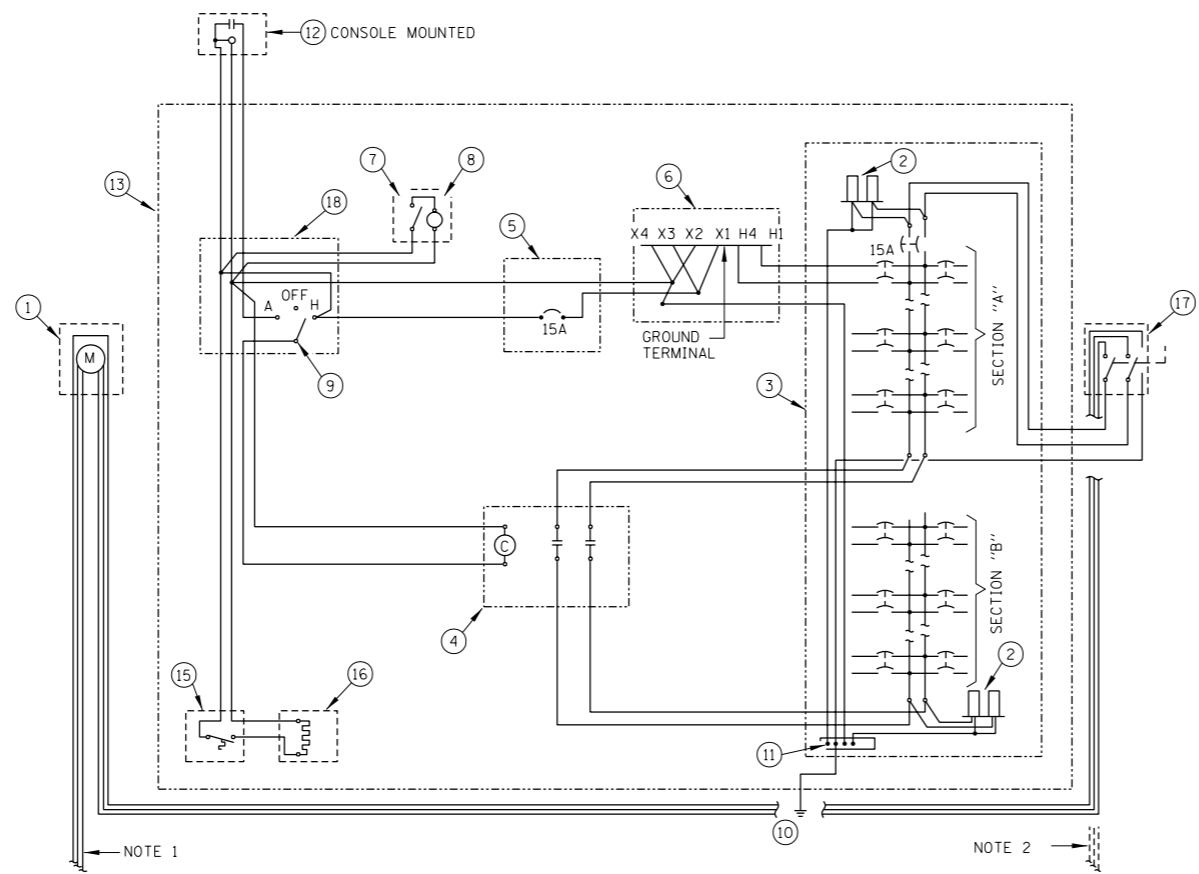 12 CONSOLE MOUNTED
7
8
2
13
18
6
5
X4 X3 X2 X1 H4 H1
15A
OFF
A H
1
17
15A
GROUND
TERMINAL
SECTION "A"
M
9
3
C
SECTION "B"
4
2
15
16
11
10
NOTE 1
NOTE 2